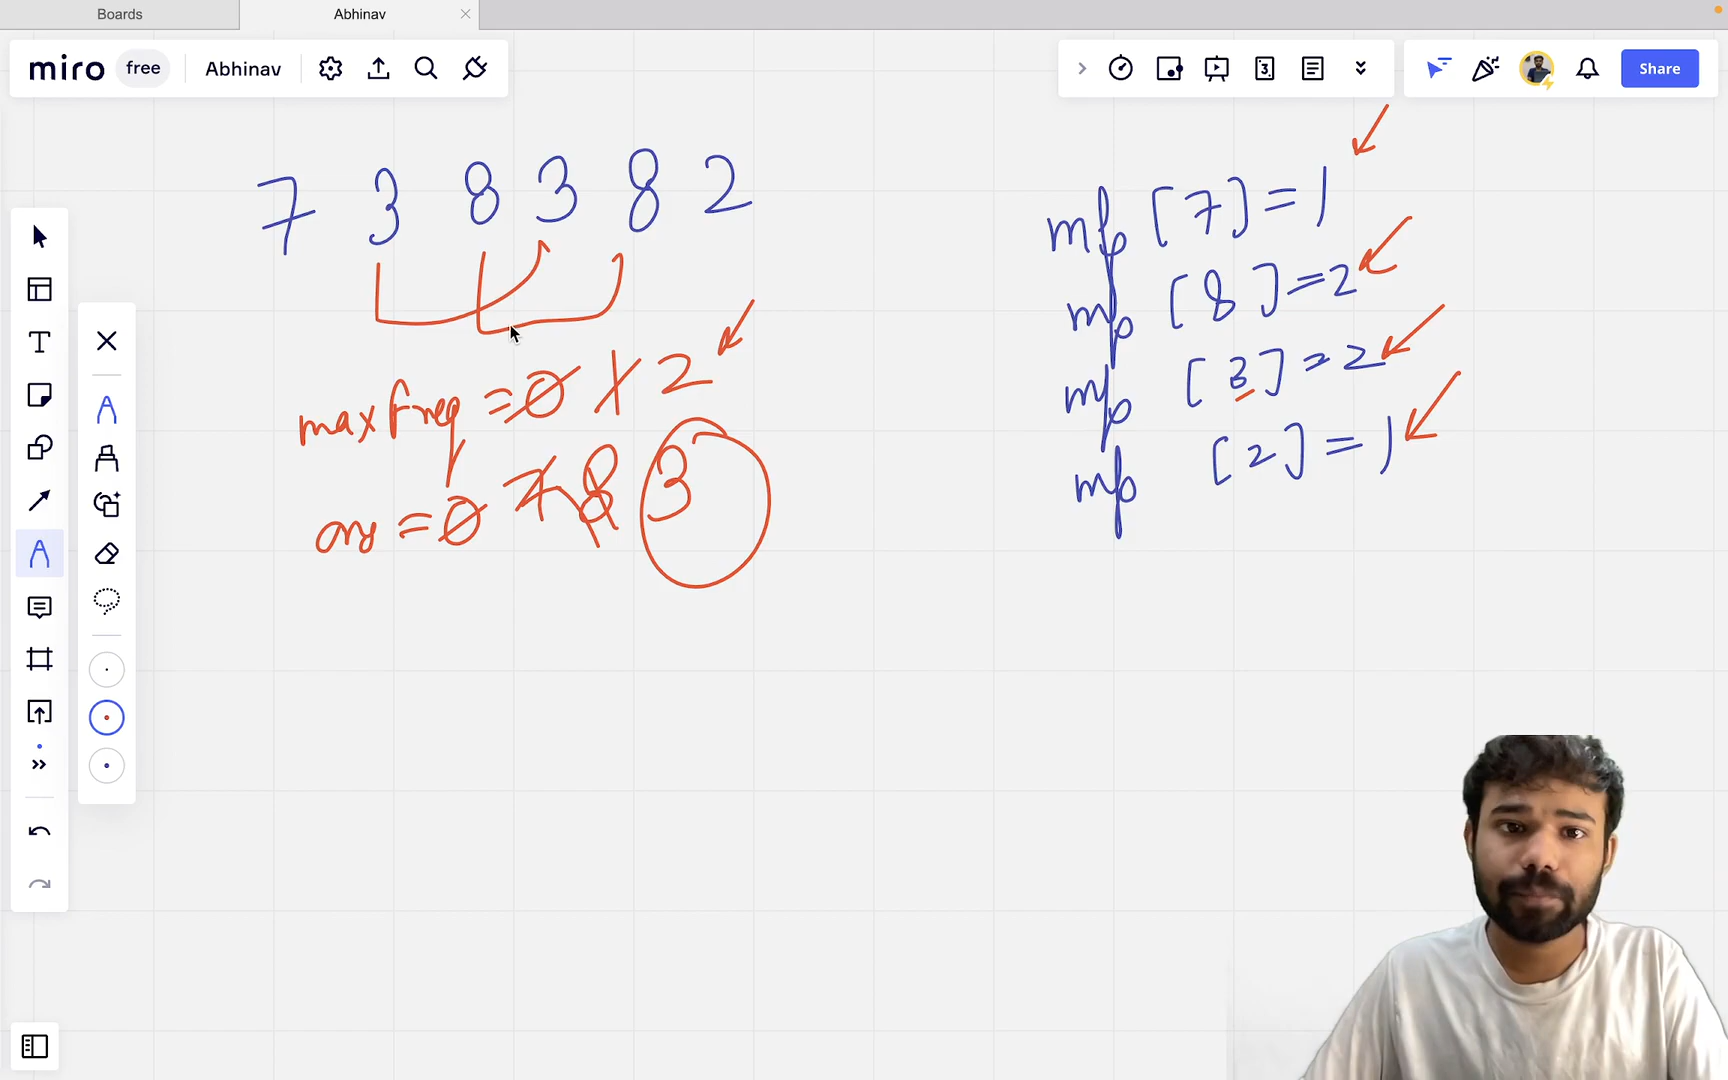 Boards
Abhinav
miro free Abhinav
3
Share
7 3 8 3 8 2
mp [7] = 1
mp [8] = 2
mp [3] = 2
mp [2] = 1
maxfreq = 0 1 2
ans = 0 7 8 3
T